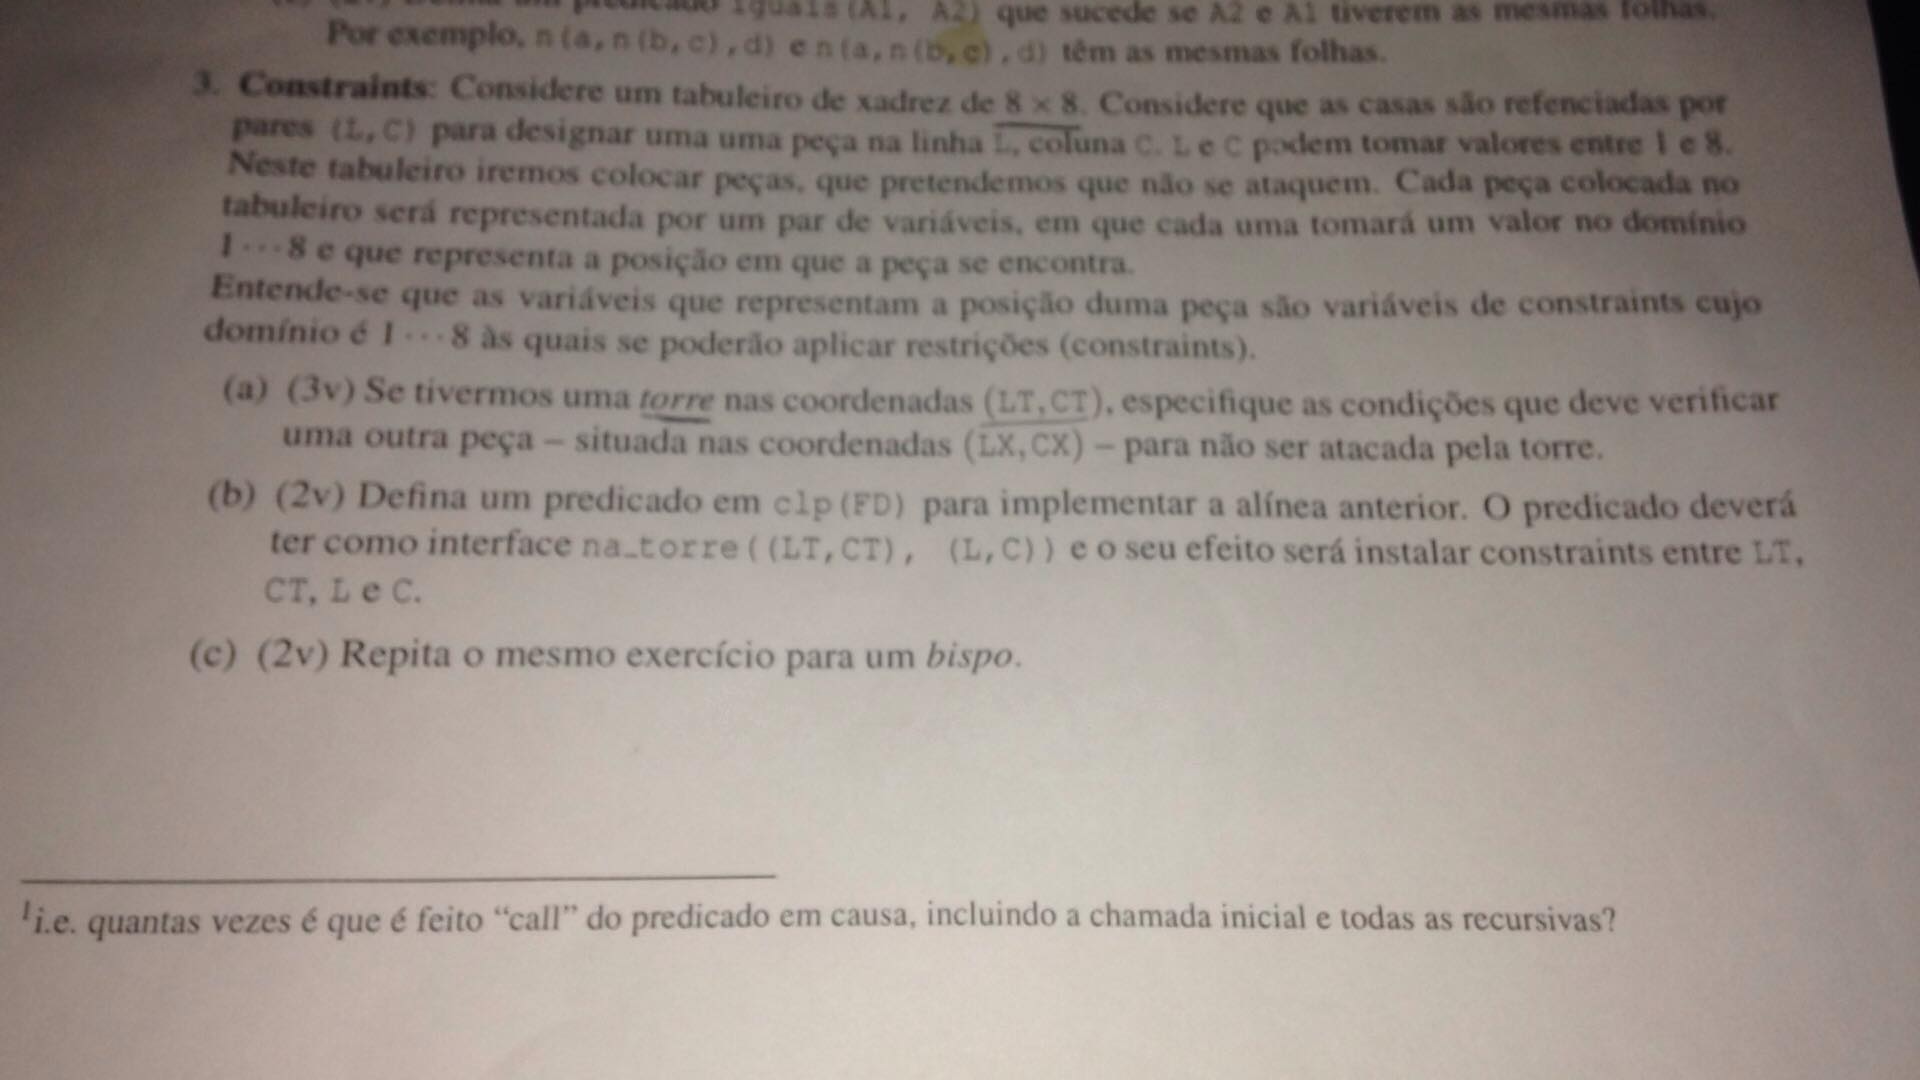 predicado iguais(A1, A2) que sucede se A2 e A1 tiverem as mesmas folhas.
Por exemplo, n(a,n(b,c),d) e n(a,n(b,c),d) têm as mesmas folhas.
3. Constraints: Considere um tabuleiro de xadrez de 8 × 8. Considere que as casas são refenciadas por
pares (L,C) para designar uma uma peça na linha L, coluna C. L e C podem tomar valores entre 1 e 8.
Neste tabuleiro iremos colocar peças, que pretendemos que não se ataquem. Cada peça colocada no
tabuleiro será representada por um par de variáveis, em que cada uma tomará um valor no domínio
1 ··· 8 e que representa a posição em que a peça se encontra.
Entende-se que as variáveis que representam a posição duma peça são variáveis de constraints cujo
domínio é 1 ··· 8 às quais se poderão aplicar restrições (constraints).
(a) (3v) Se tivermos uma torre nas coordenadas (LT,CT), especifique as condições que deve verificar
uma outra peça – situada nas coordenadas (LX,CX) – para não ser atacada pela torre.
(b) (2v) Defina um predicado em clp(FD) para implementar a alínea anterior. O predicado deverá
ter como interface na_torre((LT,CT), (L,C)) e o seu efeito será instalar constraints entre LT,
CT, L e C.
(c) (2v) Repita o mesmo exercício para um bispo.
1i.e. quantas vezes é que é feito “call” do predicado em causa, incluindo a chamada inicial e todas as recursivas?